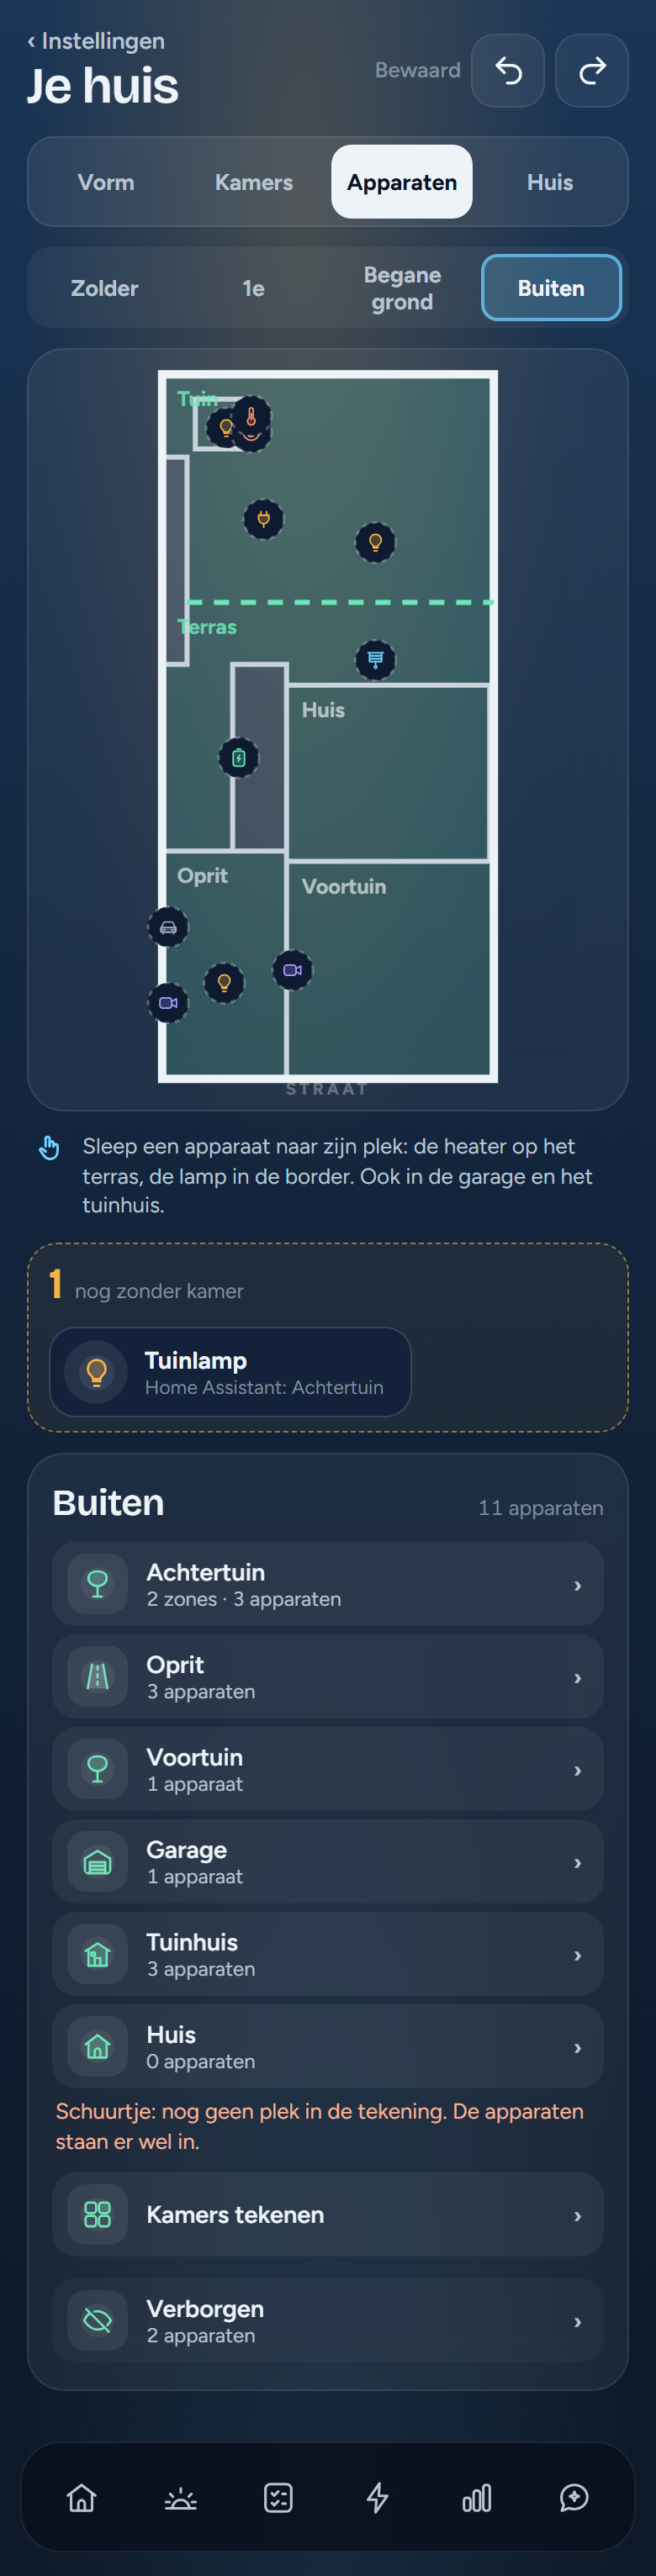 ‹ Instellingen
Je huis
Bewaard
Vorm
Kamers
Apparaten
Huis
Zolder
1e
Begane
grond
Buiten
Tuin
Terras
Huis
Oprit
Voortuin
STRAAT
Sleep een apparaat naar zijn plek: de heater op het
terras, de lamp in de border. Ook in de garage en het
tuinhuis.
1 nog zonder kamer
Tuinlamp
Home Assistant: Achtertuin
Buiten
11 apparaten
Achtertuin
2 zones · 3 apparaten
›
Oprit
3 apparaten
›
Voortuin
1 apparaat
›
Garage
1 apparaat
›
Tuinhuis
3 apparaten
›
Huis
0 apparaten
›
Schuurtje: nog geen plek in de tekening. De apparaten
staan er wel in.
Kamers tekenen
›
Verborgen
2 apparaten
›